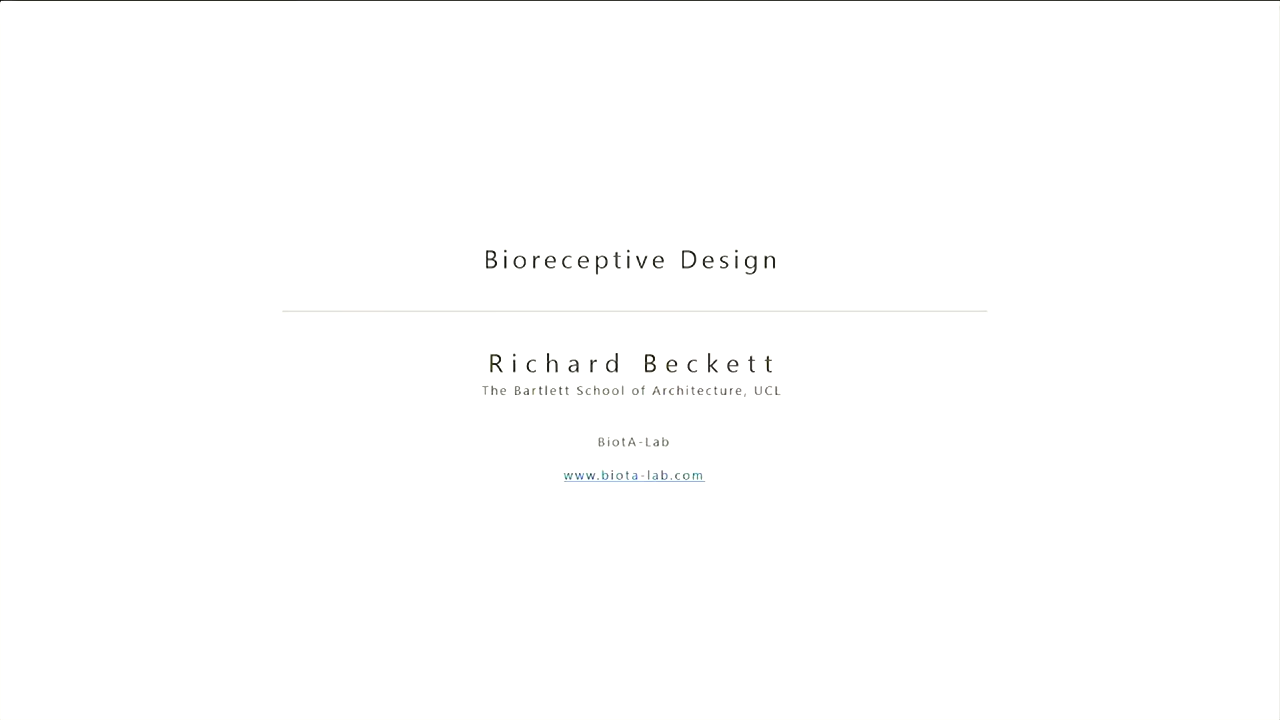 Bioreceptive Design
Richard Beckett
The Bartlett School of Architecture, UCL
BiotA-Lab
www.biota-lab.com